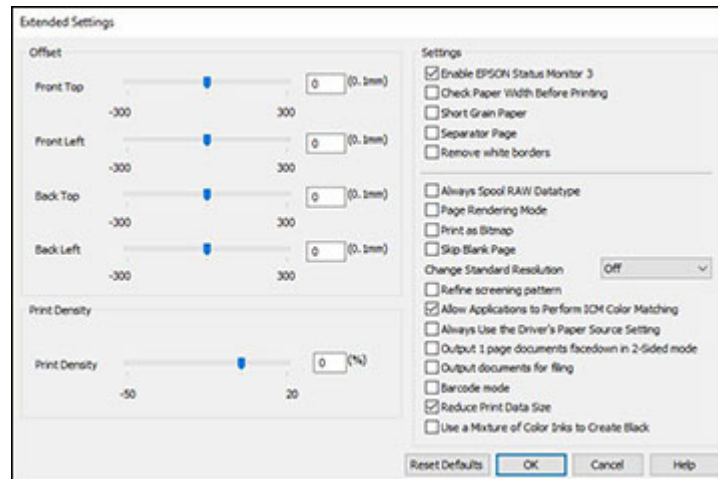 Extended Settings
Offset
Front Top
0
(0.1mm)
-300
300
Front Left
0
(0.1mm)
-300
300
Back Top
0
(0.1mm)
-300
300
Back Left
0
(0.1mm)
-300
300
Print Density
Print Density
0
(%)
-50
20
Settings
Enable EPSON Status Monitor 3
Check Paper Width Before Printing
Short Grain Paper
Separator Page
Remove white borders
Always Spool RAW Datatype
Page Rendering Mode
Print as Bitmap
Skip Blank Page
Change Standard Resolution
Off
Refine screening pattern
Allow Applications to Perform ICM Color Matching
Always Use the Driver's Paper Source Setting
Output 1 page documents facedown in 2-Sided mode
Output documents for filing
Barcode mode
Reduce Print Data Size
Use a Mixture of Color Inks to Create Black
Reset Defaults
OK
Cancel
Help